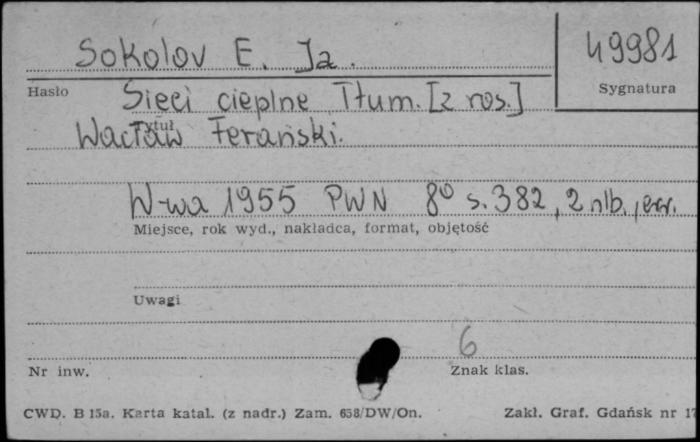 Sokolov E. Ja.
49981
Hasło
Sygnatura
Sieci cieplne Tłum. [z ros.]
Tytuł
Wacław Ferański.
W-wa 1955 PWN 8° s. 382, 2 nlb., err.
Miejsce, rok wyd., nakładca, format, objętość
Uwagi
6
Nr inw.
Znak klas.
CWD. B 15a. Karta katal. (z nadr.) Zam. 658/DW/On.
Zakł. Graf. Gdańsk nr 17